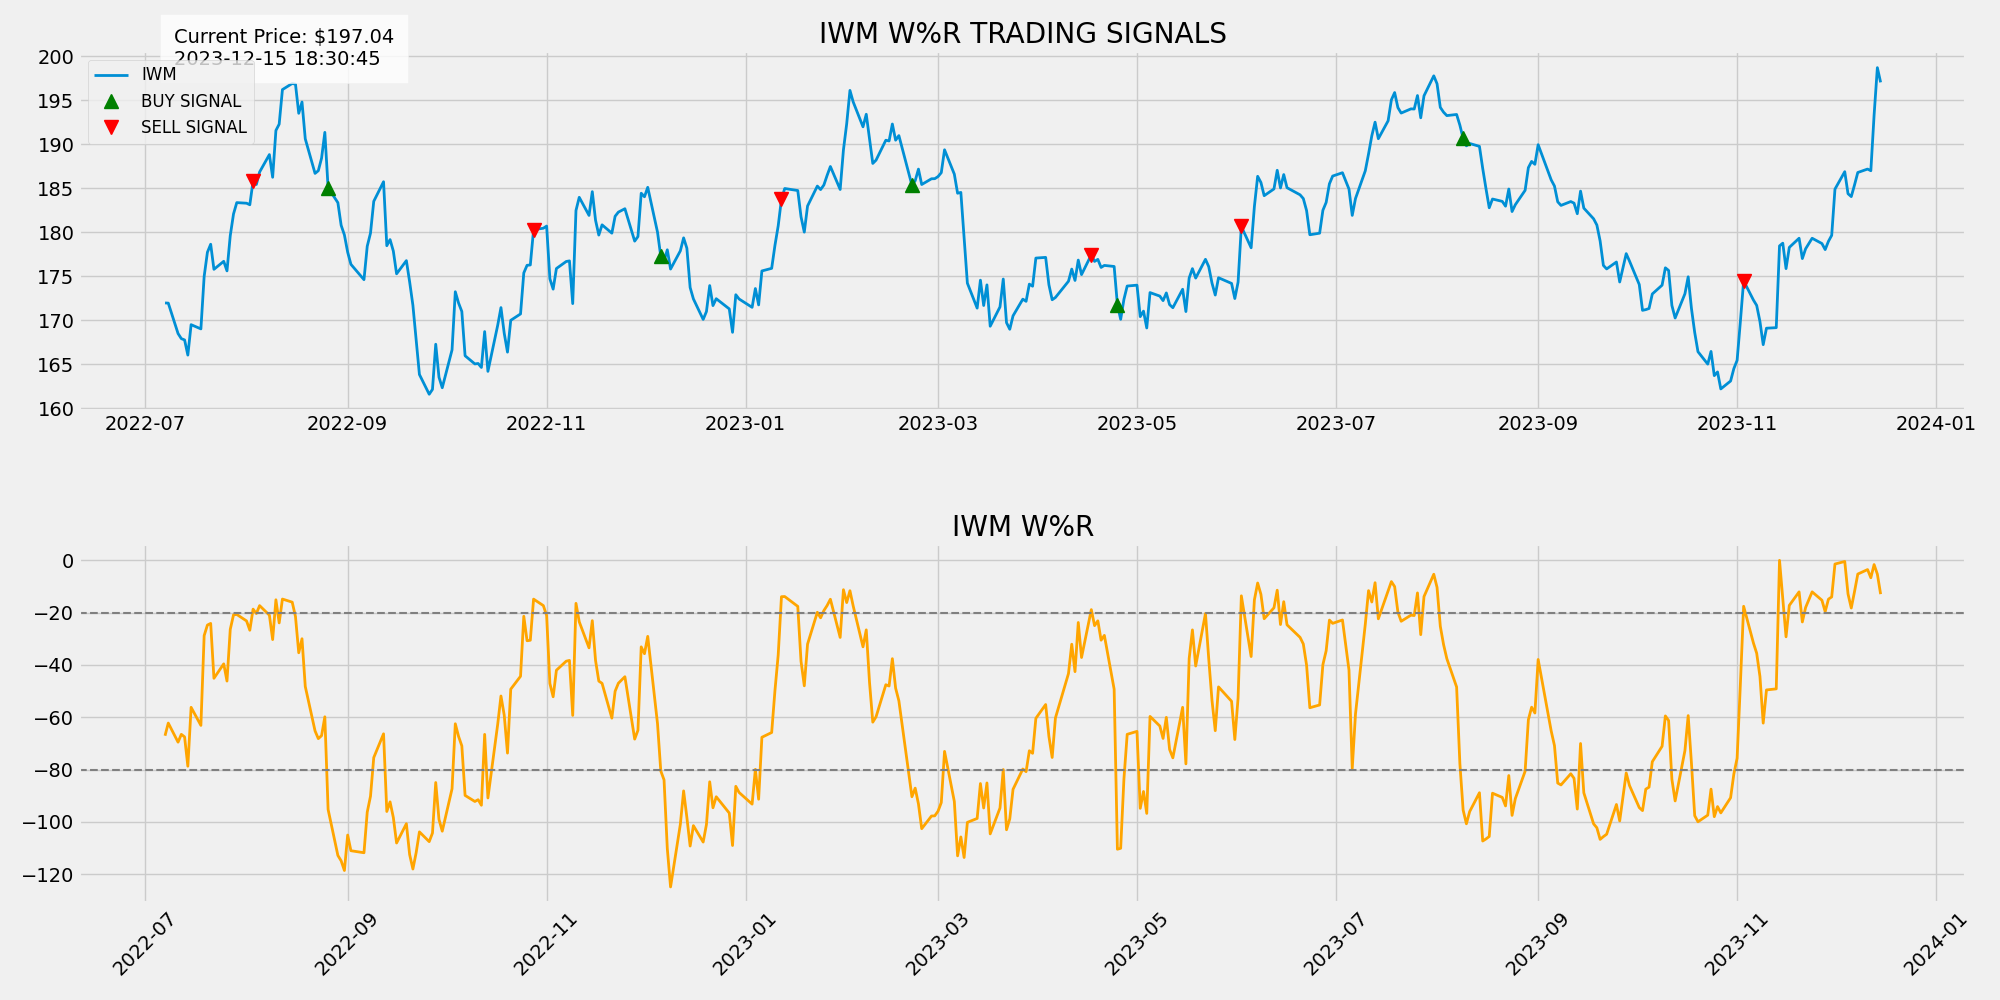 IWM W%R TRADING SIGNALS
Current Price: $197.04
2023-12-15 18:30:45
IWM
BUY SIGNAL
SELL SIGNAL
200
195
190
185
180
175
170
165
160
2022-07 2022-09 2022-11 2023-01 2023-03 2023-05 2023-07 2023-09 2023-11 2024-01
IWM W%R
0
−20
−40
−60
−80
−100
−120
2022-07 2022-09 2022-11 2023-01 2023-03 2023-05 2023-07 2023-09 2023-11 2024-01